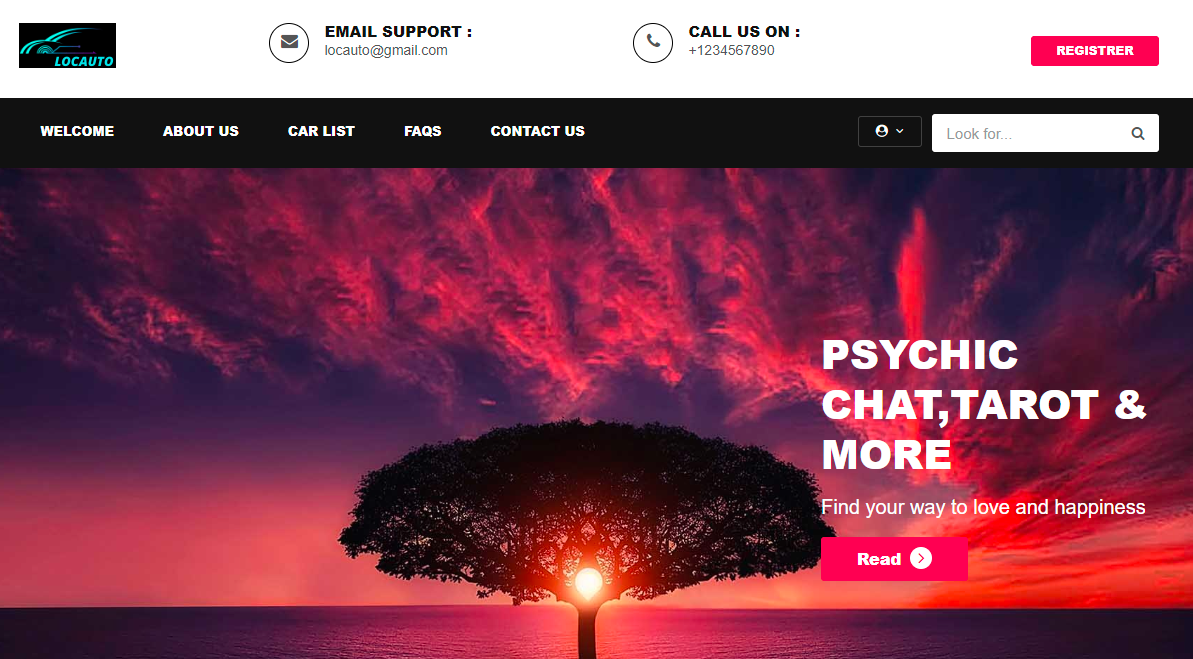 LOCAUTO
EMAIL SUPPORT :
locauto@gmail.com
CALL US ON :
+1234567890
REGISTRER
WELCOME
ABOUT US
CAR LIST
FAQS
CONTACT US
Look for...
PSYCHIC
CHAT,TAROT &
MORE
Find your way to love and happiness
Read